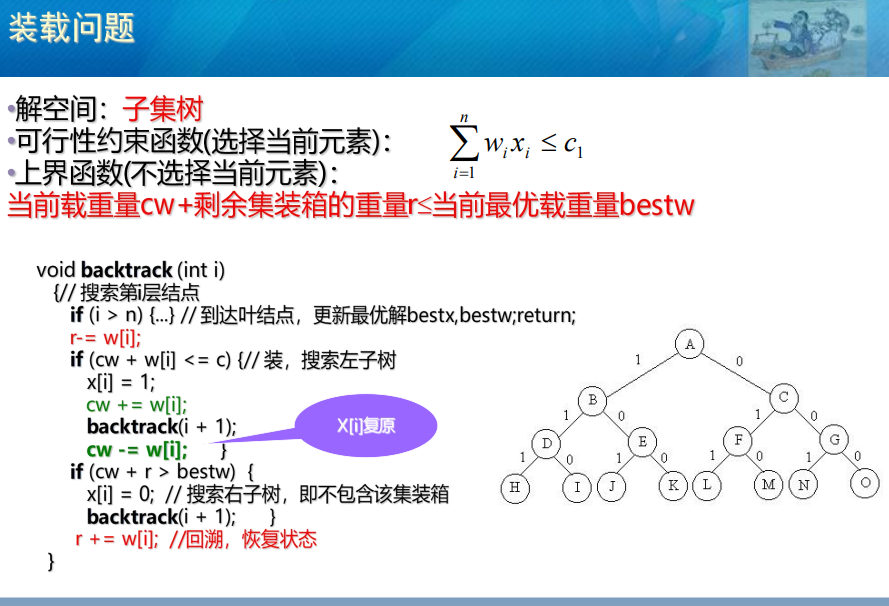 装载问题
•解空间：子集树
•可行性约束函数(选择当前元素)：
n
∑ wᵢxᵢ ≤ c₁
i=1
•上界函数(不选择当前元素)：
当前载重量cw+剩余集装箱的重量r≤当前最优载重量bestw
void backtrack (int i)
{// 搜索第i层结点
if (i > n) {...} // 到达叶结点，更新最优解bestx,bestw;return;
r-= w[i];
if (cw + w[i] <= c) {// 装，搜索左子树
x[i] = 1;
cw += w[i];
backtrack(i + 1);
cw -= w[i]; }
X[i]复原
if (cw + r > bestw) {
x[i] = 0; // 搜索右子树，即不包含该集装箱
backtrack(i + 1); }
r += w[i]; //回溯，恢复状态
}
A
1 0
B C
1 0 1 0
D E F G
1 0 1 0 1 0 1 0
H I J K L M N O